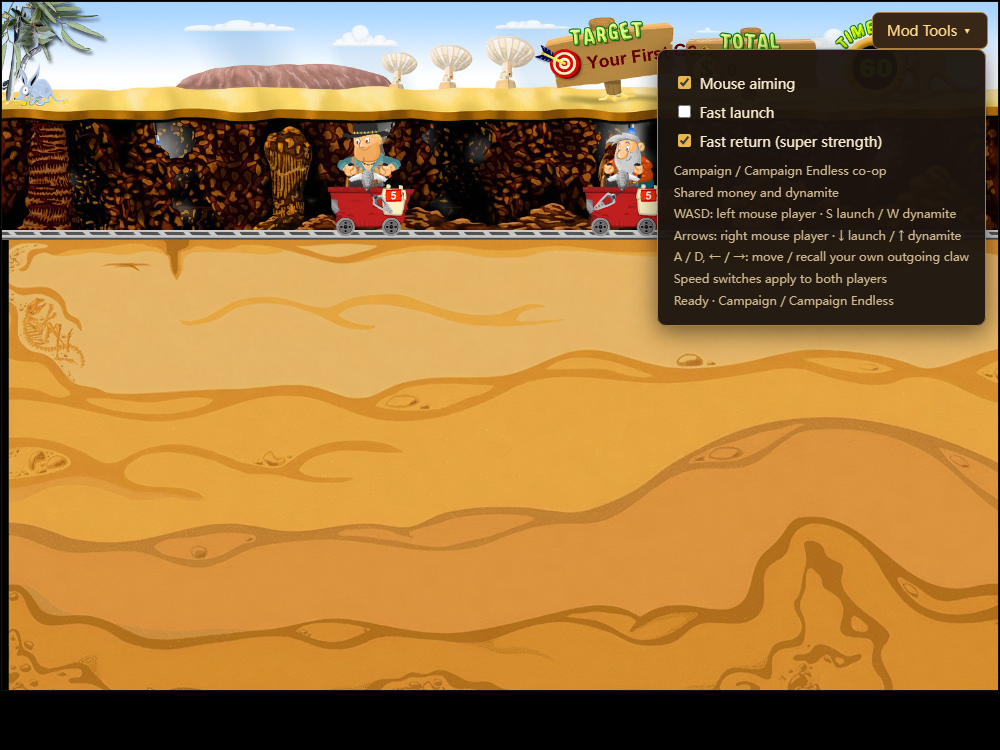 TARGET
Your First
TOTAL
TIME
60
Mod Tools ▾
Mouse aiming
Fast launch
Fast return (super strength)
Campaign / Campaign Endless co-op
Shared money and dynamite
WASD: left mouse player · S launch / W dynamite
Arrows: right mouse player · ↓ launch / ↑ dynamite
A / D, ← / →: move / recall your own outgoing claw
Speed switches apply to both players
Ready · Campaign / Campaign Endless
5
5